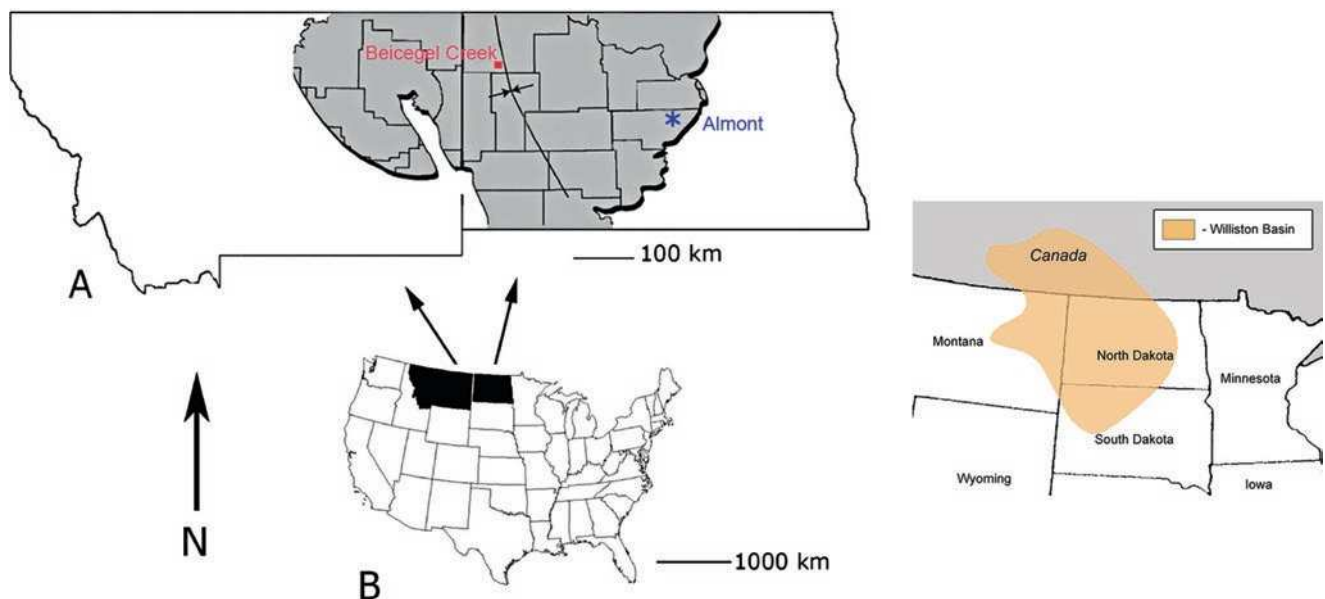 Beicegel Creek
Almont
100 km
A
N
B
1000 km
- Williston Basin
Canada
Montana
North Dakota
Minnesota
South Dakota
Wyoming
Iowa